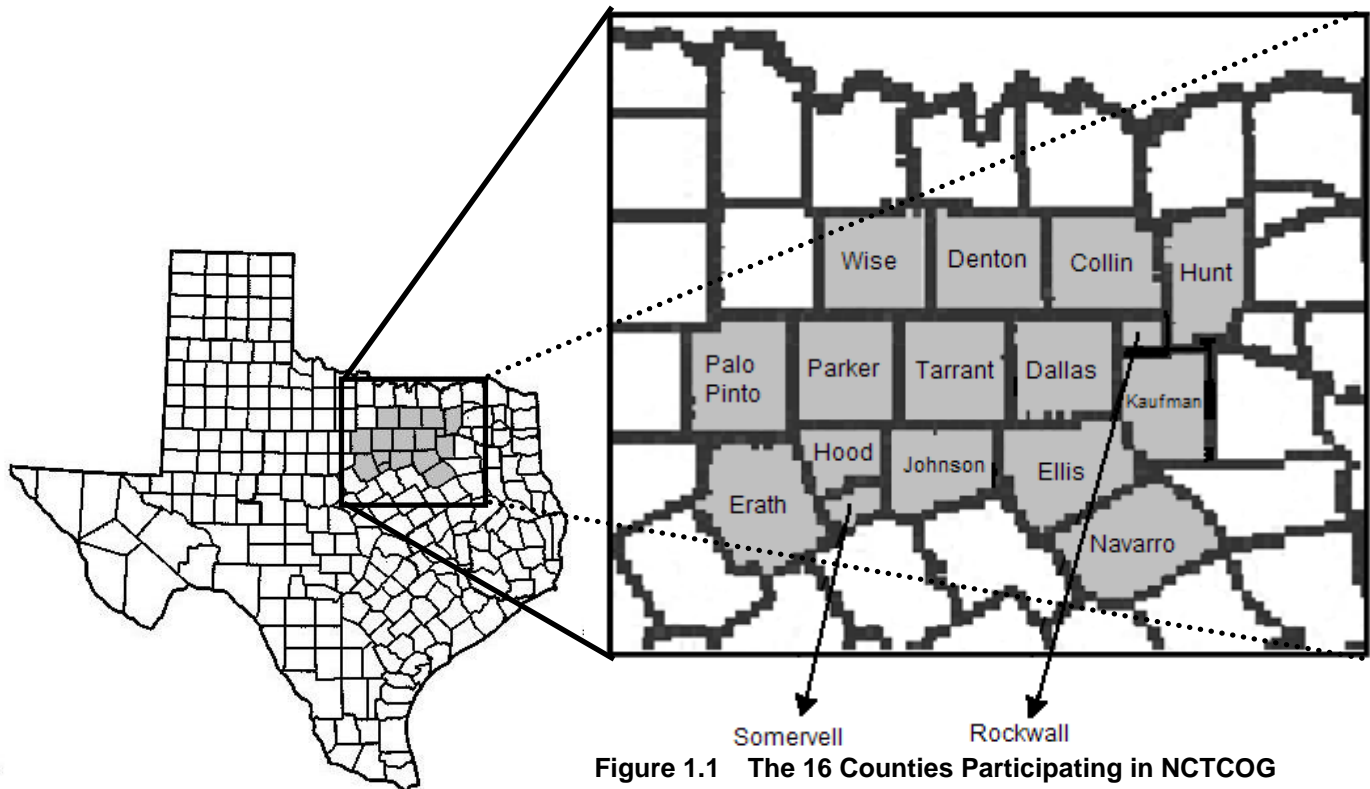 Wise
Denton
Collin
Hunt
Palo
Pinto
Parker
Tarrant
Dallas
Kaufman
Hood
Johnson
Ellis
Erath
Navarro
Somervell
Rockwall
Figure 1.1 The 16 Counties Participating in NCTCOG